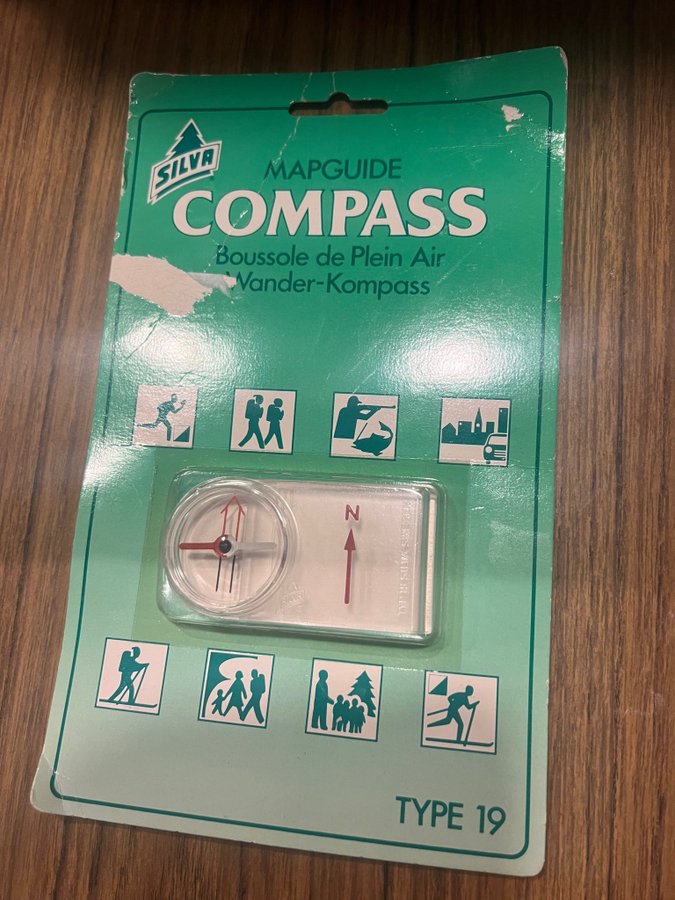 SILVA
MAPGUIDE
COMPASS
Boussole de Plein Air
Wander-Kompass
N
TYPE 19